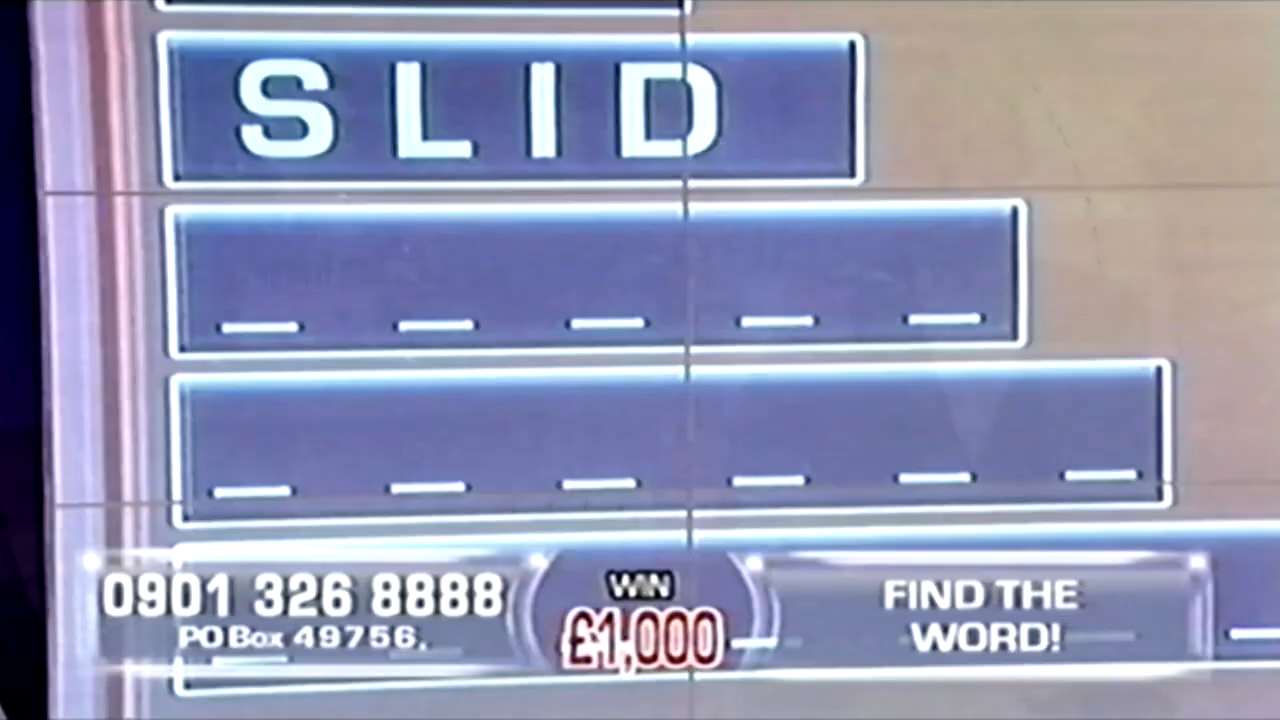 SLID
0901 326 8888
PO Box 49756.
WIN
£1,000
FIND THE
WORD!